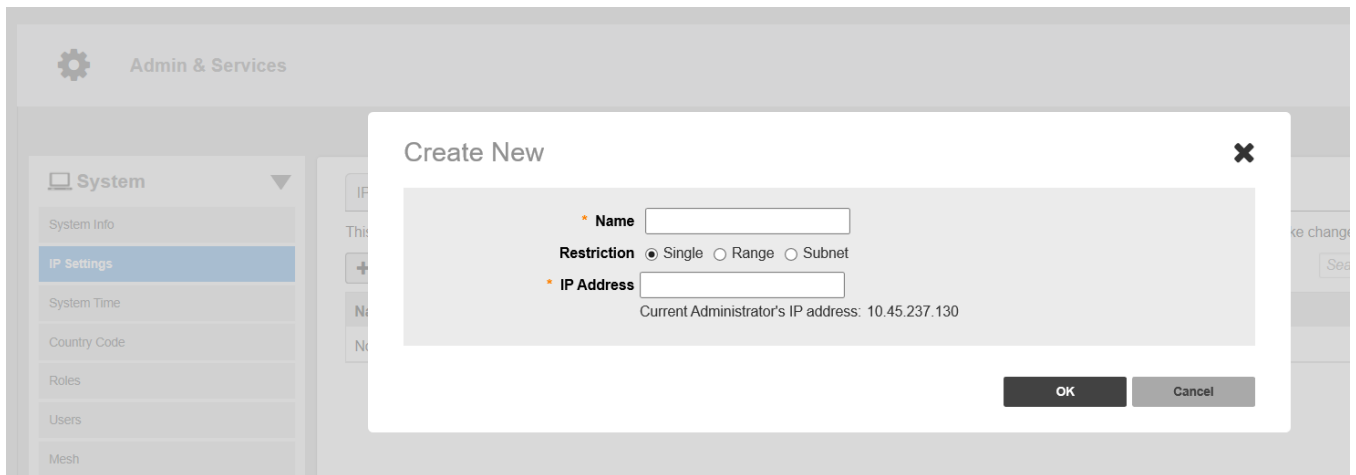 Admin & Services
Create New
System
System Info
* Name
IP Settings
Restriction Single Range Subnet
* IP Address
System Time
Current Administrator's IP address: 10.45.237.130
Country Code
Roles
OK Cancel
Users
Mesh